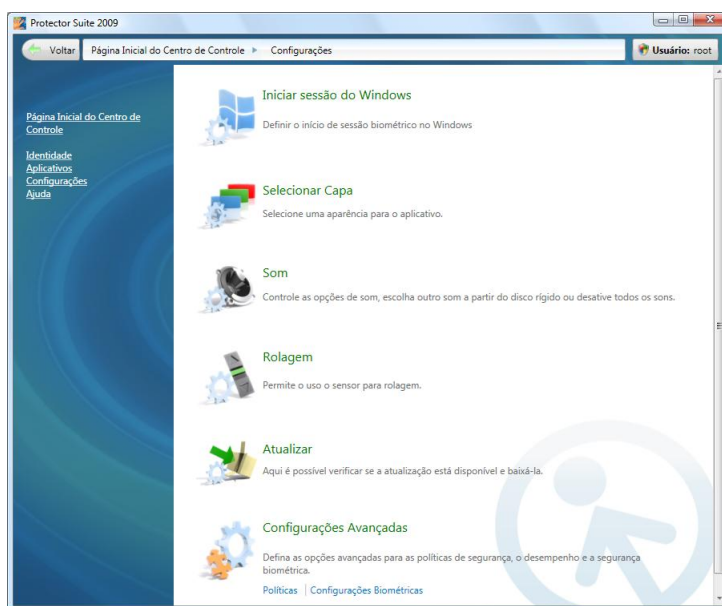 Protector Suite 2009
Voltar
Página Inicial do Centro de Controle
Configurações
Usuário: root
Página Inicial do Centro de
Controle
Identidade
Aplicativos
Configurações
Ajuda
Iniciar sessão do Windows
Definir o início de sessão biométrico no Windows
Selecionar Capa
Selecione uma aparência para o aplicativo.
Som
Controle as opções de som, escolha outro som a partir do disco rígido ou desative todos os sons.
Rolagem
Permite o uso o sensor para rolagem.
Atualizar
Aqui é possível verificar se a atualização está disponível e baixá-la.
Configurações Avançadas
Defina as opções avançadas para as políticas de segurança, o desempenho e a segurança
biométrica.
Políticas | Configurações Biométricas